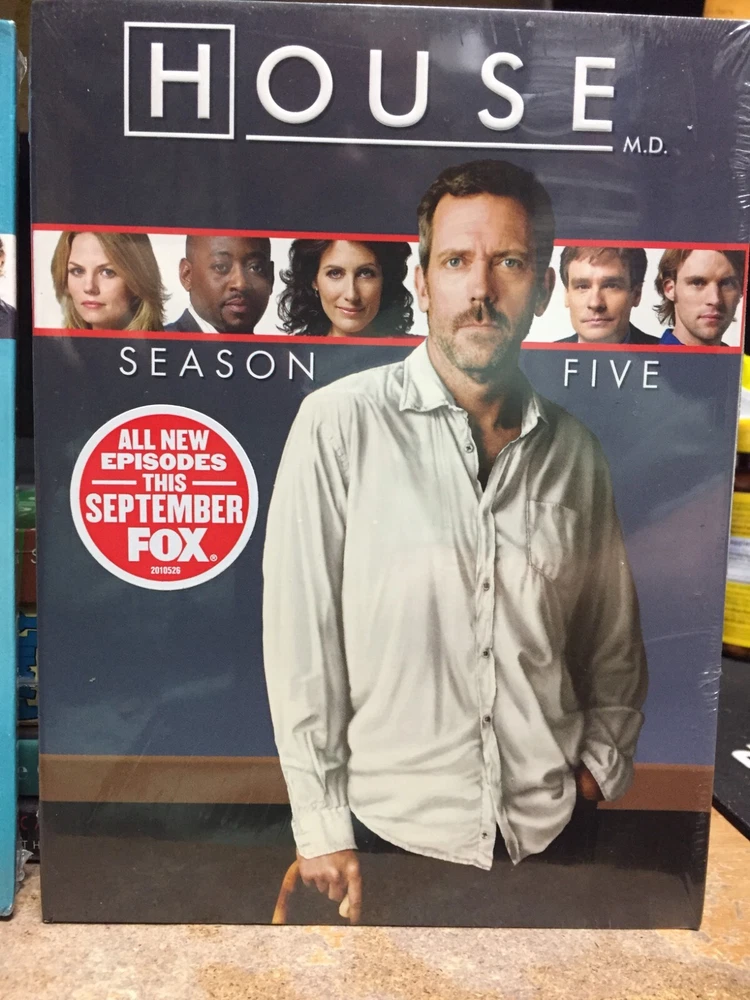 HOUSE
M.D.
SEASON FIVE
ALL NEW
EPISODES
THIS
SEPTEMBER
FOX®
2010526